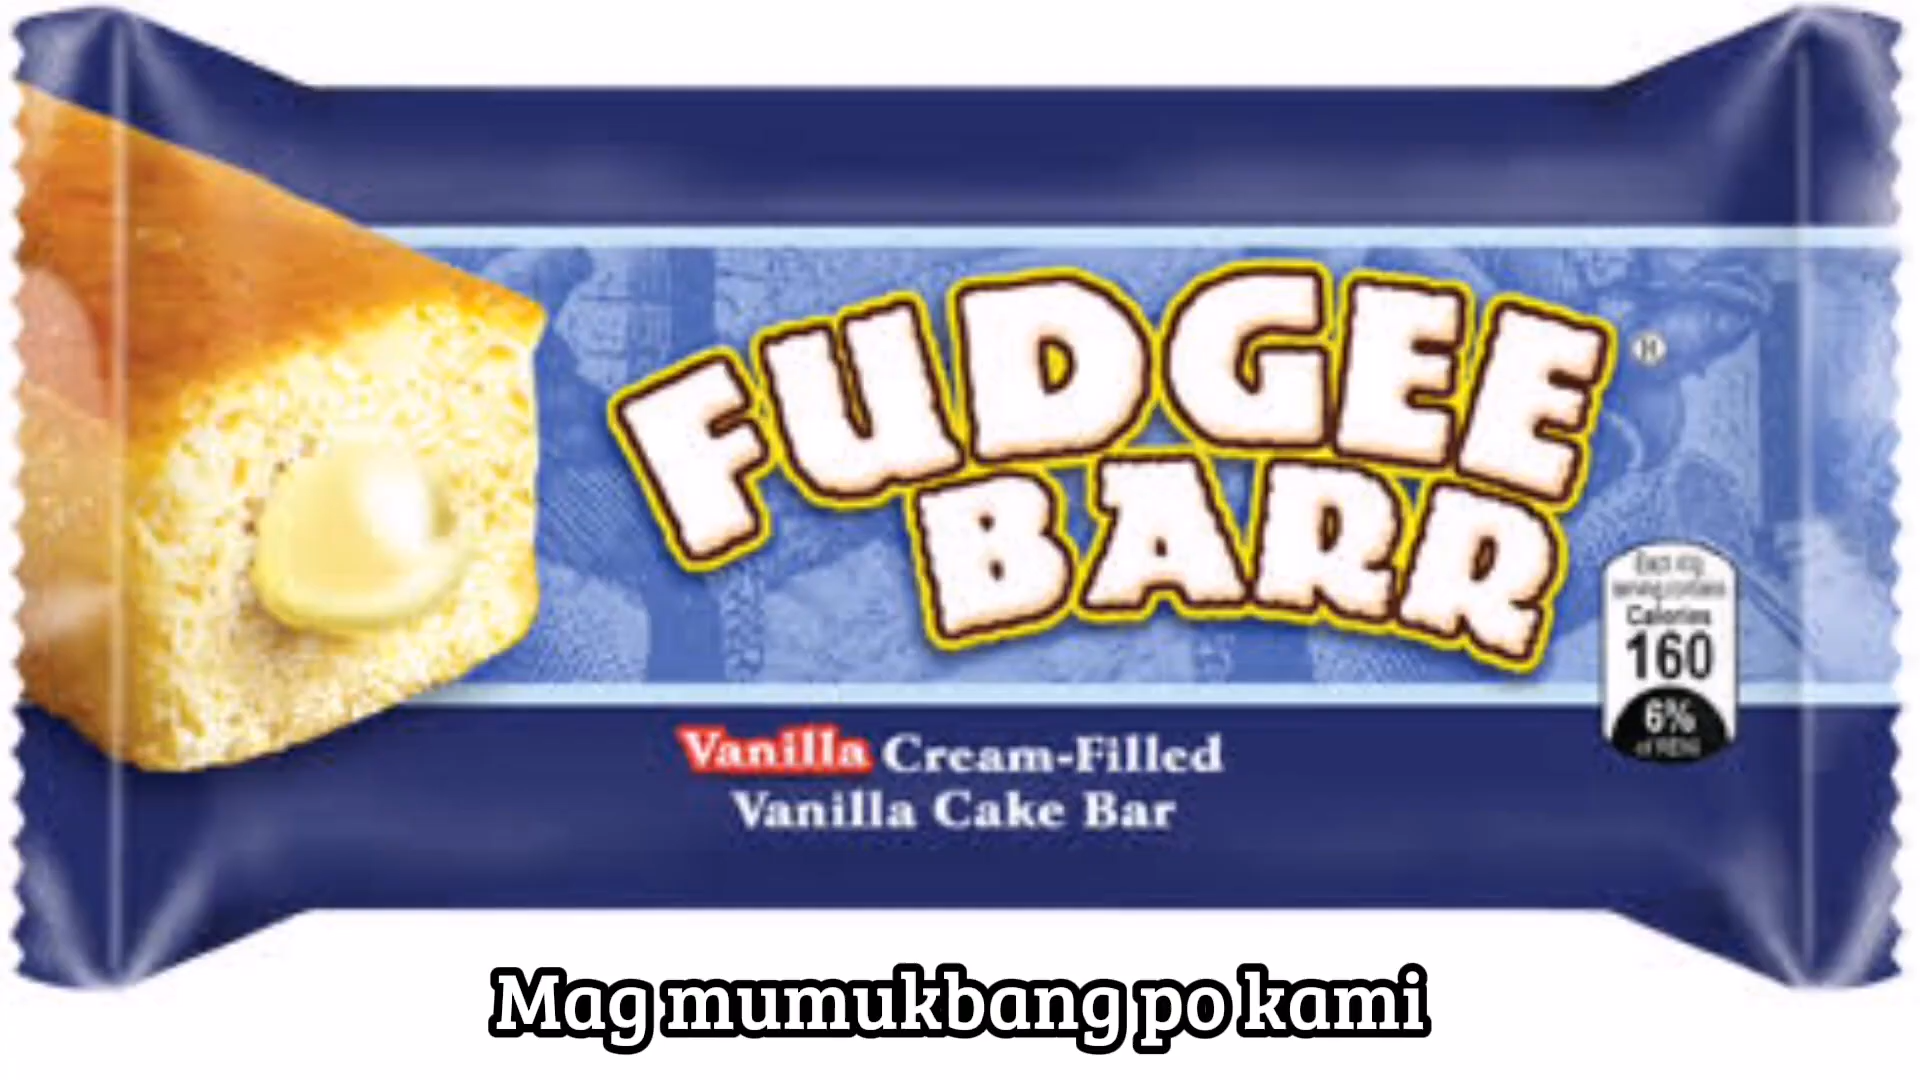 FUDGEE
BARR
®
Vanilla Cream-Filled
Vanilla Cake Bar
Calories
160
6%
Mag mumukbang po kami